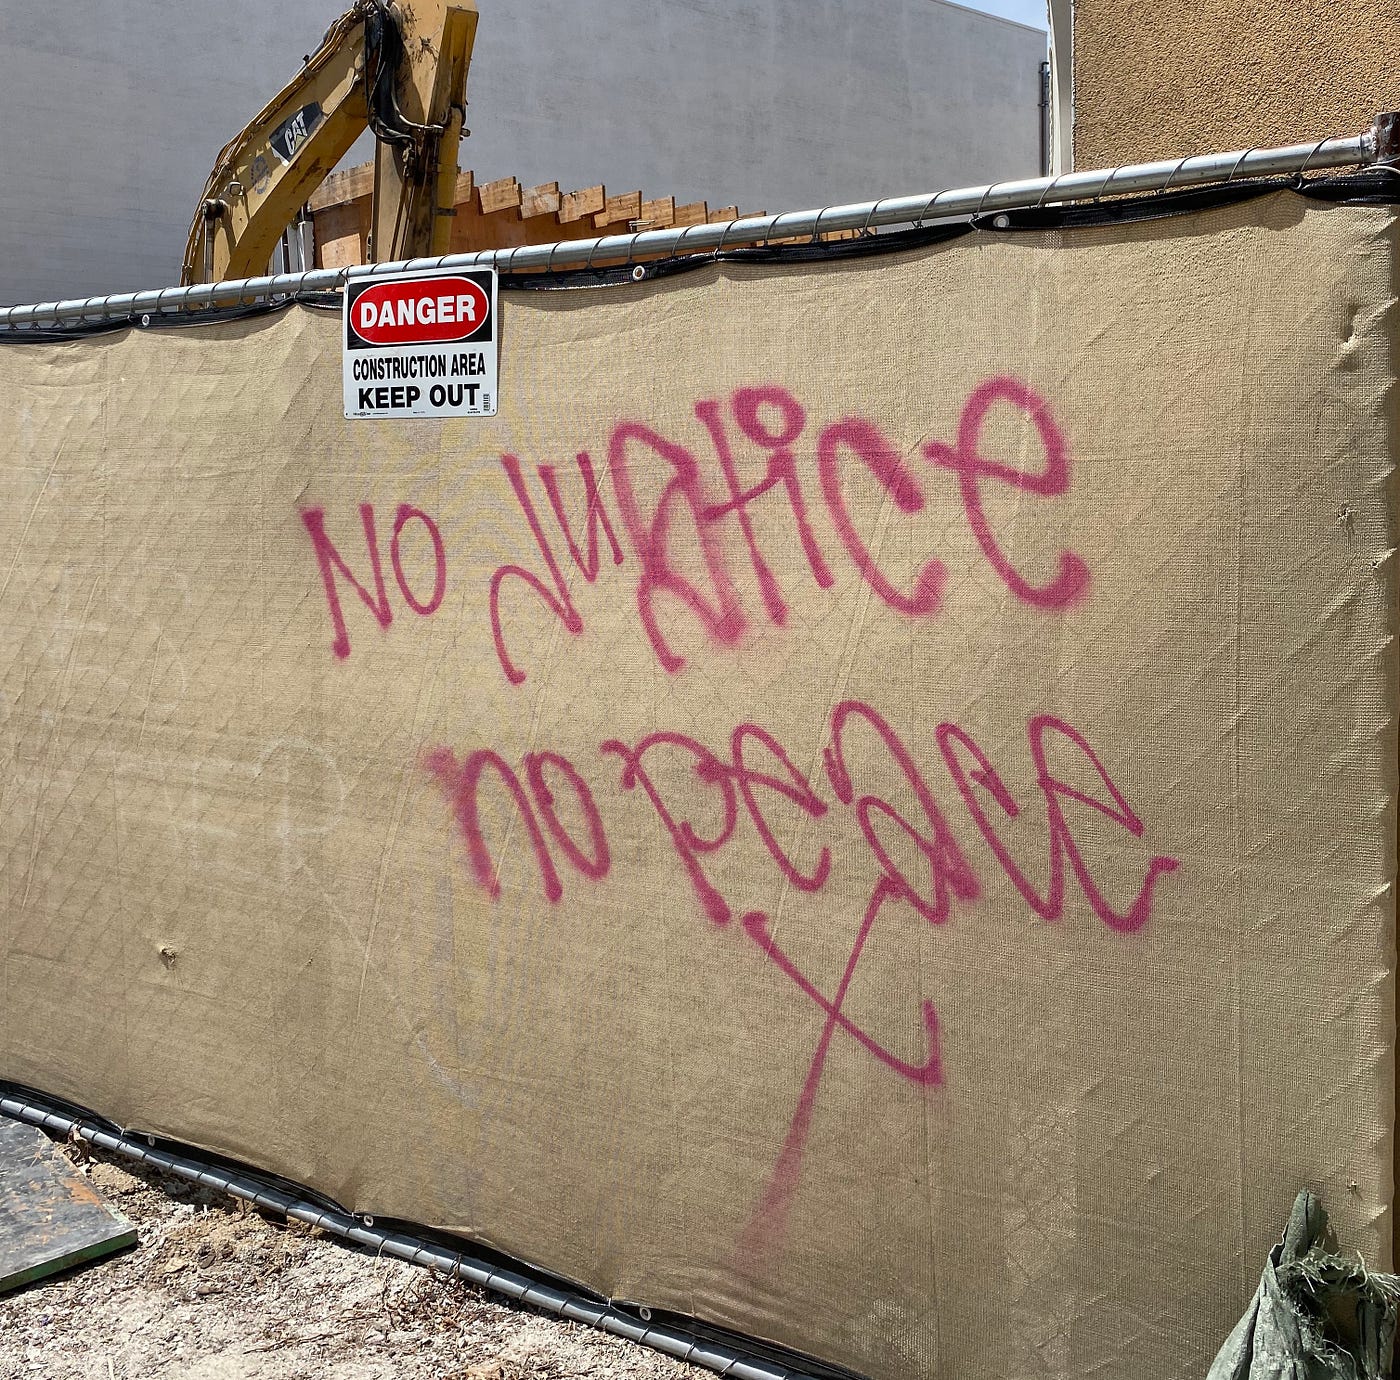 CAT
DANGER
CONSTRUCTION AREA
KEEP OUT
NO JUStice
no peace